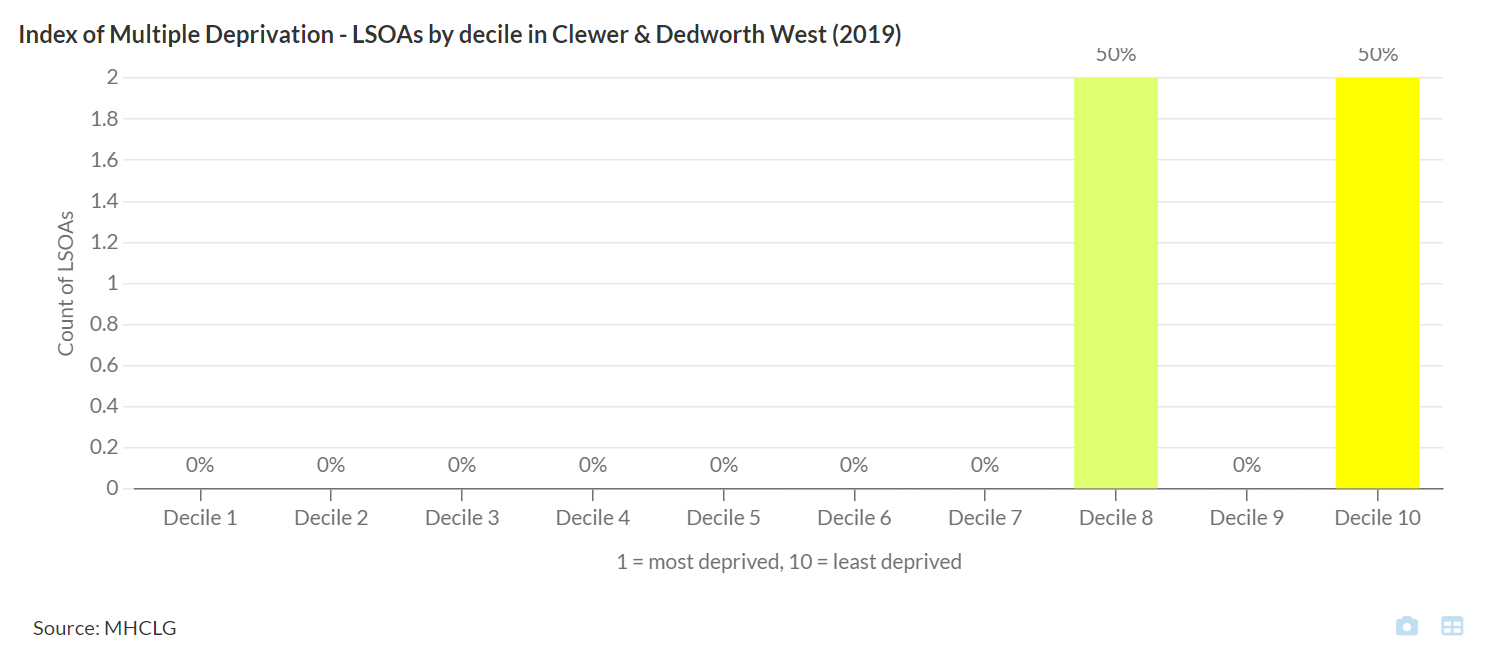 Index of Multiple Deprivation - LSOAs by decile in Clewer & Dedworth West (2019)
50% 50%
2
1.8
1.6
1.4
1.2
1
0.8
0.6
0.4
0.2
0
Count of LSOAs
0% 0% 0% 0% 0% 0% 0% 0%
Decile 1 Decile 2 Decile 3 Decile 4 Decile 5 Decile 6 Decile 7 Decile 8 Decile 9 Decile 10
1 = most deprived, 10 = least deprived
Source: MHCLG